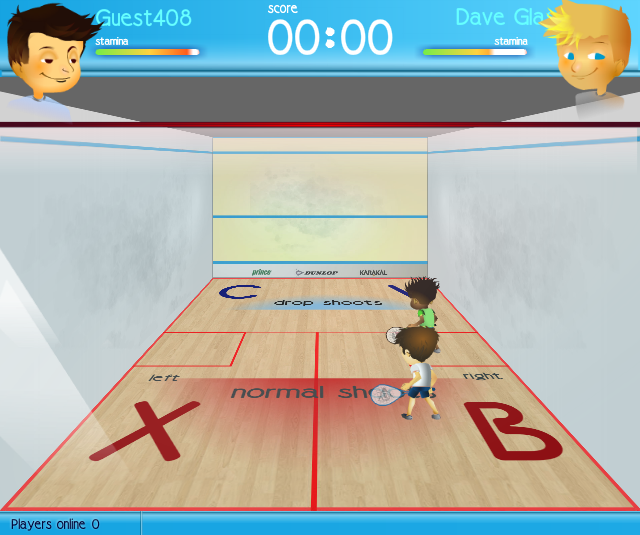 Guest408
score
Dave Gla
stamina
00:00
stamina
prince
DUNLOP
KARAKAL
C
drop shoots
left
right
normal shoots
X
B
Players online 0